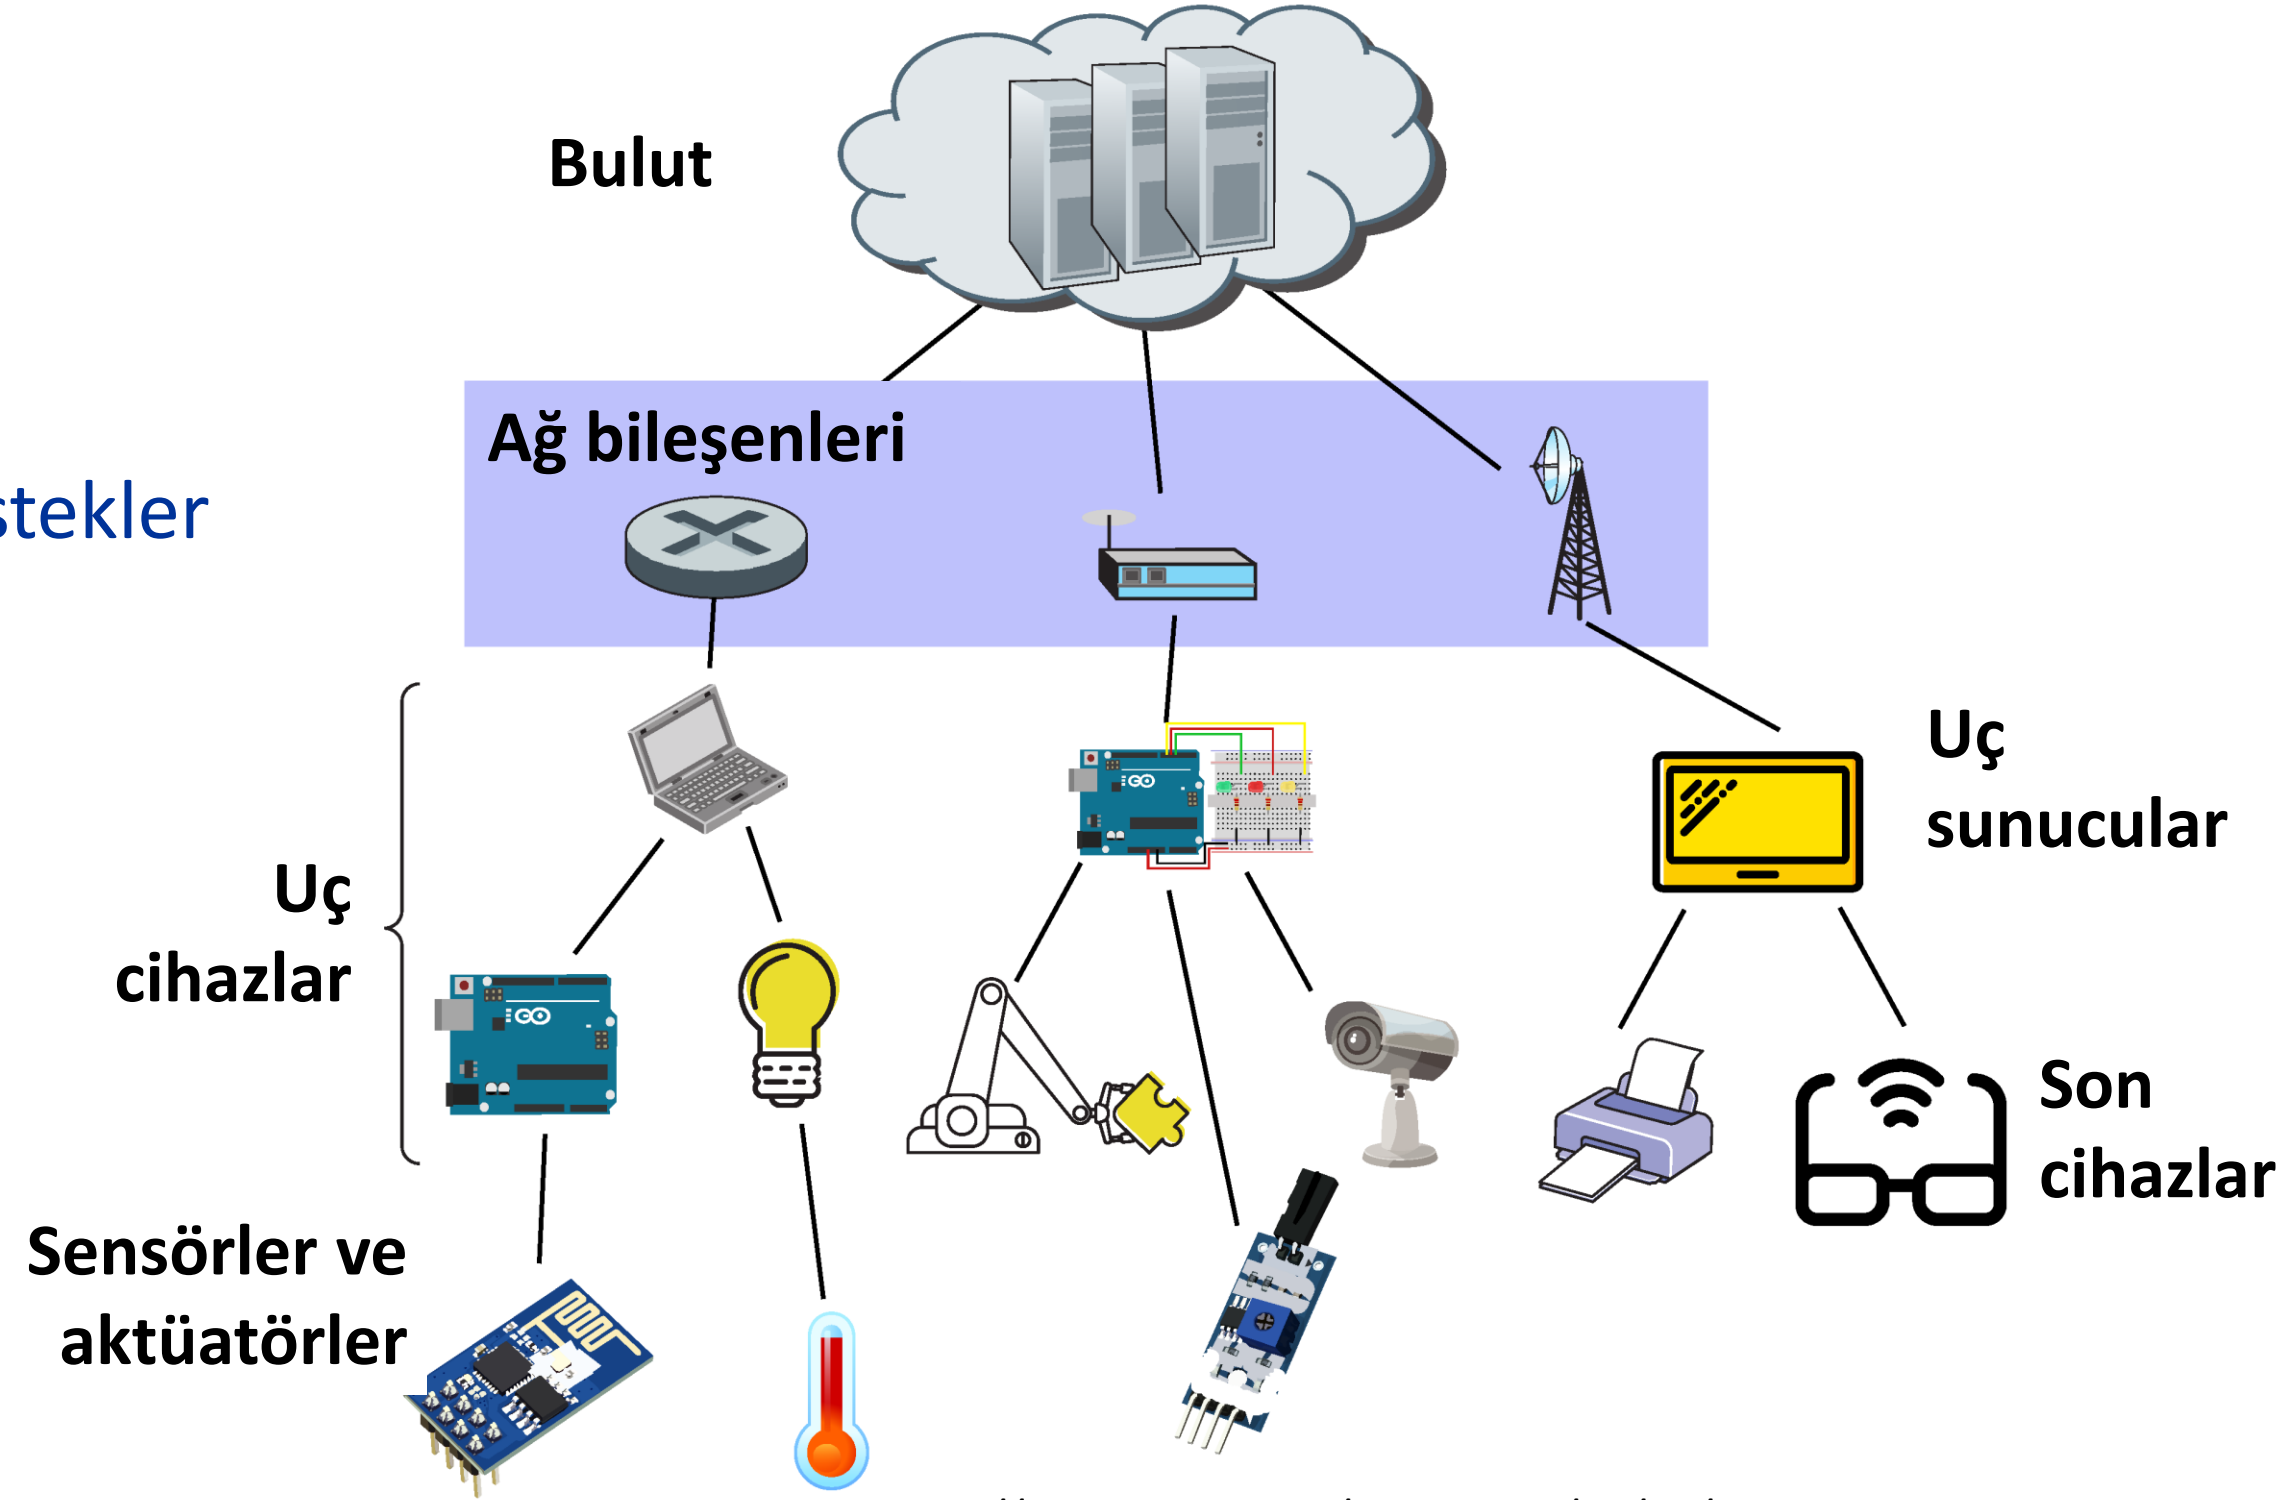 Bulut
Ağ bileşenleri
stekler
Uç
sunucular
Uç
cihazlar
Son
cihazlar
Sensörler ve
aktüatörler